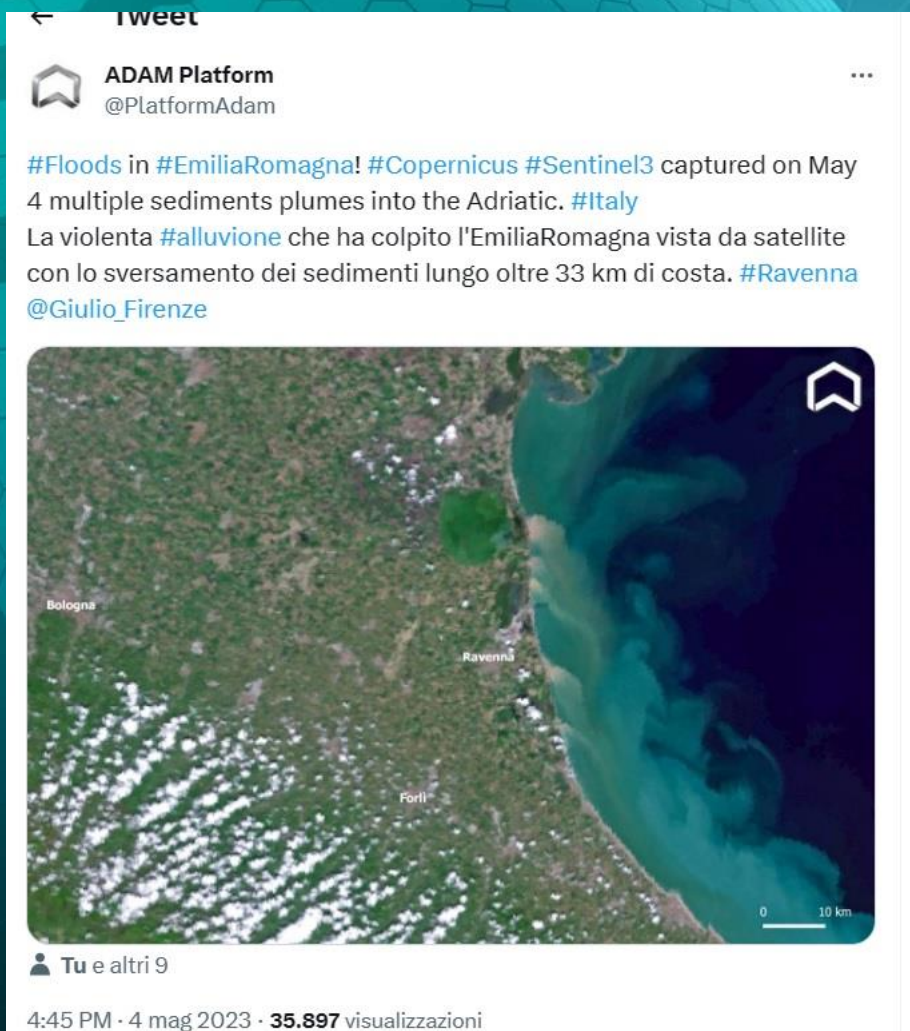 Tweet
ADAM Platform
@PlatformAdam
#Floods in #EmiliaRomagna! #Copernicus #Sentinel3 captured on May
4 multiple sediments plumes into the Adriatic. #Italy
La violenta #alluvione che ha colpito l'EmiliaRomagna vista da satellite
con lo sversamento dei sedimenti lungo oltre 33 km di costa. #Ravenna
@Giulio_Firenze
Bologna
Ravenna
Forlì
0 10 km
Tu e altri 9
4:45 PM · 4 mag 2023 · 35.897 visualizzazioni